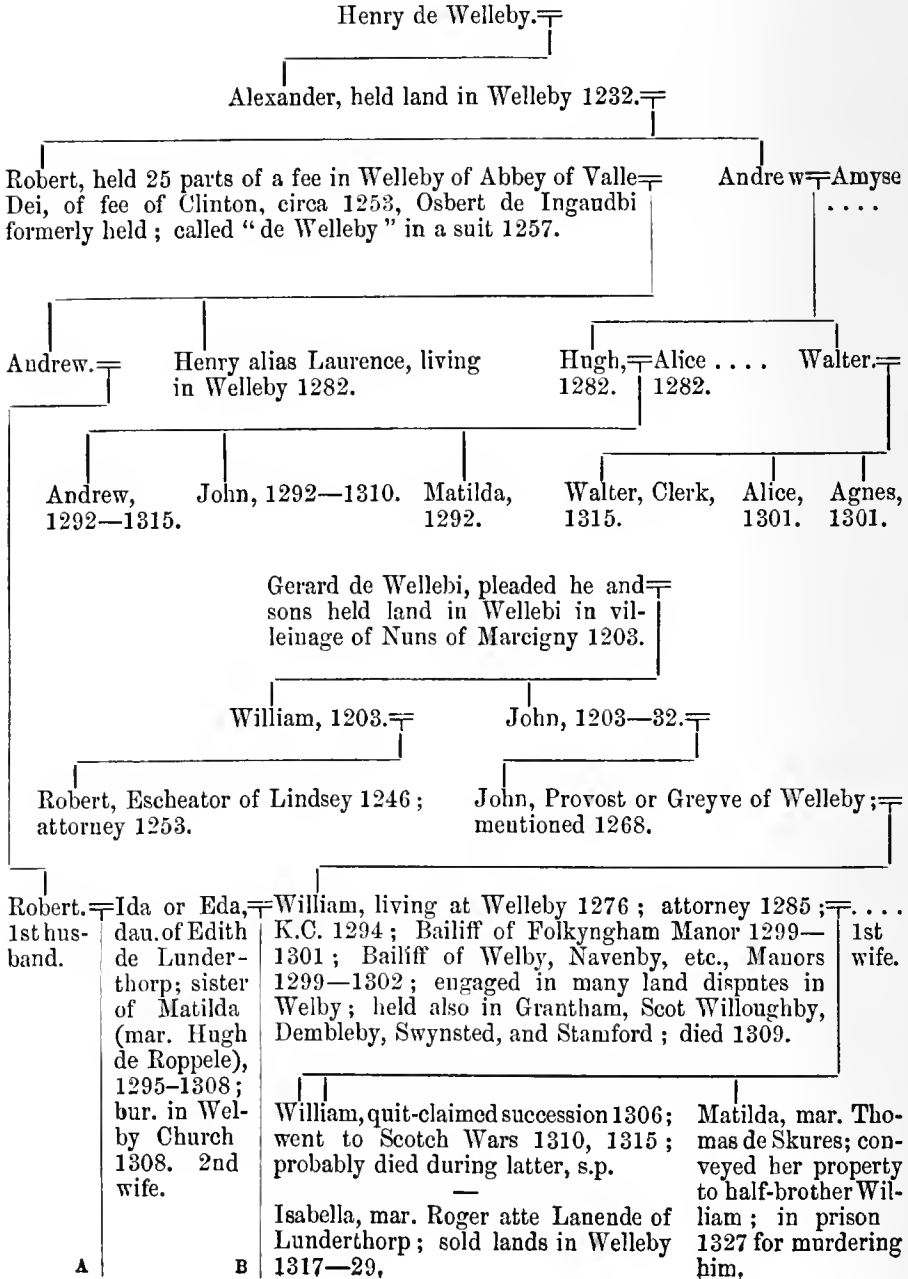 Henry de Welleby.
Alexander, held land in Welleby 1232.
Robert, held 25 parts of a fee in Welleby of Abbey of Valle
Dei, of fee of Clinton, circa 1253, Osbert de Ingaudbi
formerly held ; called “ de Welleby ” in a suit 1257.
Andrew Amyse
. . . .
Andrew.
Henry alias Laurence, living
in Welleby 1282.
Hugh, Alice . . . .
1282. 1282.
Walter.
Andrew,
1292—1315.
John, 1292—1310.
Matilda,
1292.
Walter, Clerk,
1315.
Alice,
1301.
Agnes,
1301.
Gerard de Wellebi, pleaded he and
sons held land in Wellebi in vil-
leinage of Nuns of Marcigny 1203.
William, 1203.
John, 1203—32.
Robert, Escheator of Lindsey 1246 ;
attorney 1253.
John, Provost or Greyve of Welleby ;
mentioned 1268.
Robert.
1st hus-
band.
Ida or Eda,
dau. of Edith
de Lunder-
thorp; sister
of Matilda
(mar. Hugh
de Roppele),
1295–1308 ;
bur. in Wel-
by Church
1308. 2nd
wife.
William, living at Welleby 1276 ; attorney 1285 ;
K.C. 1294 ; Bailiff of Folkyngham Manor 1299—
1301 ; Bailiff of Welby, Navenby, etc., Manors
1299—1302 ; engaged in many land disputes in
Welby ; held also in Grantham, Scot Willoughby,
Dembleby, Swynsted, and Stamford ; died 1309.
. . . .
1st
wife.
William, quit-claimed succession 1306;
went to Scotch Wars 1310, 1315 ;
probably died during latter, s.p.
—
Isabella, mar. Roger atte Lanende of
Lunderthorp ; sold lands in Welleby
1317—29.
Matilda, mar. Tho-
mas de Skures; con-
veyed her property
to half-brother Wil-
liam ; in prison
1327 for murdering
him.
A B